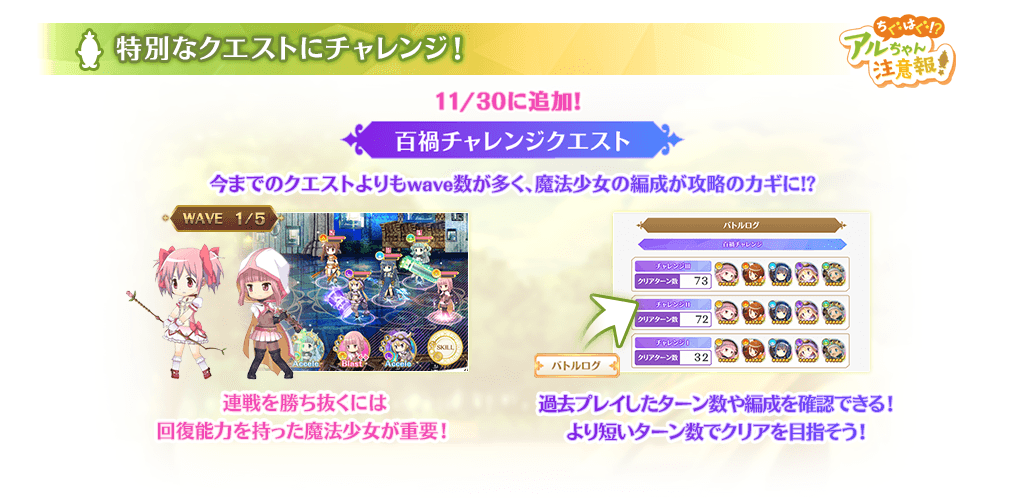 特別なクエストにチャレンジ!
ちぐはぐ!?
アルちゃん
注意報!
11/30に追加!
百禍チャレンジクエスト
今までのクエストよりもwave数が多く、魔法少女の編成が攻略のカギに!?
WAVE 1/5
Accele
Blast
Accele
SKILL
連戦を勝ち抜くには
回復能力を持った魔法少女が重要!
バトルログ
百禍チャレンジ
チャレンジIII
クリアターン数 73
チャレンジII
クリアターン数 72
チャレンジI
クリアターン数 32
バトルログ
過去プレイしたターン数や編成を確認できる!
より短いターン数でクリアを目指そう!